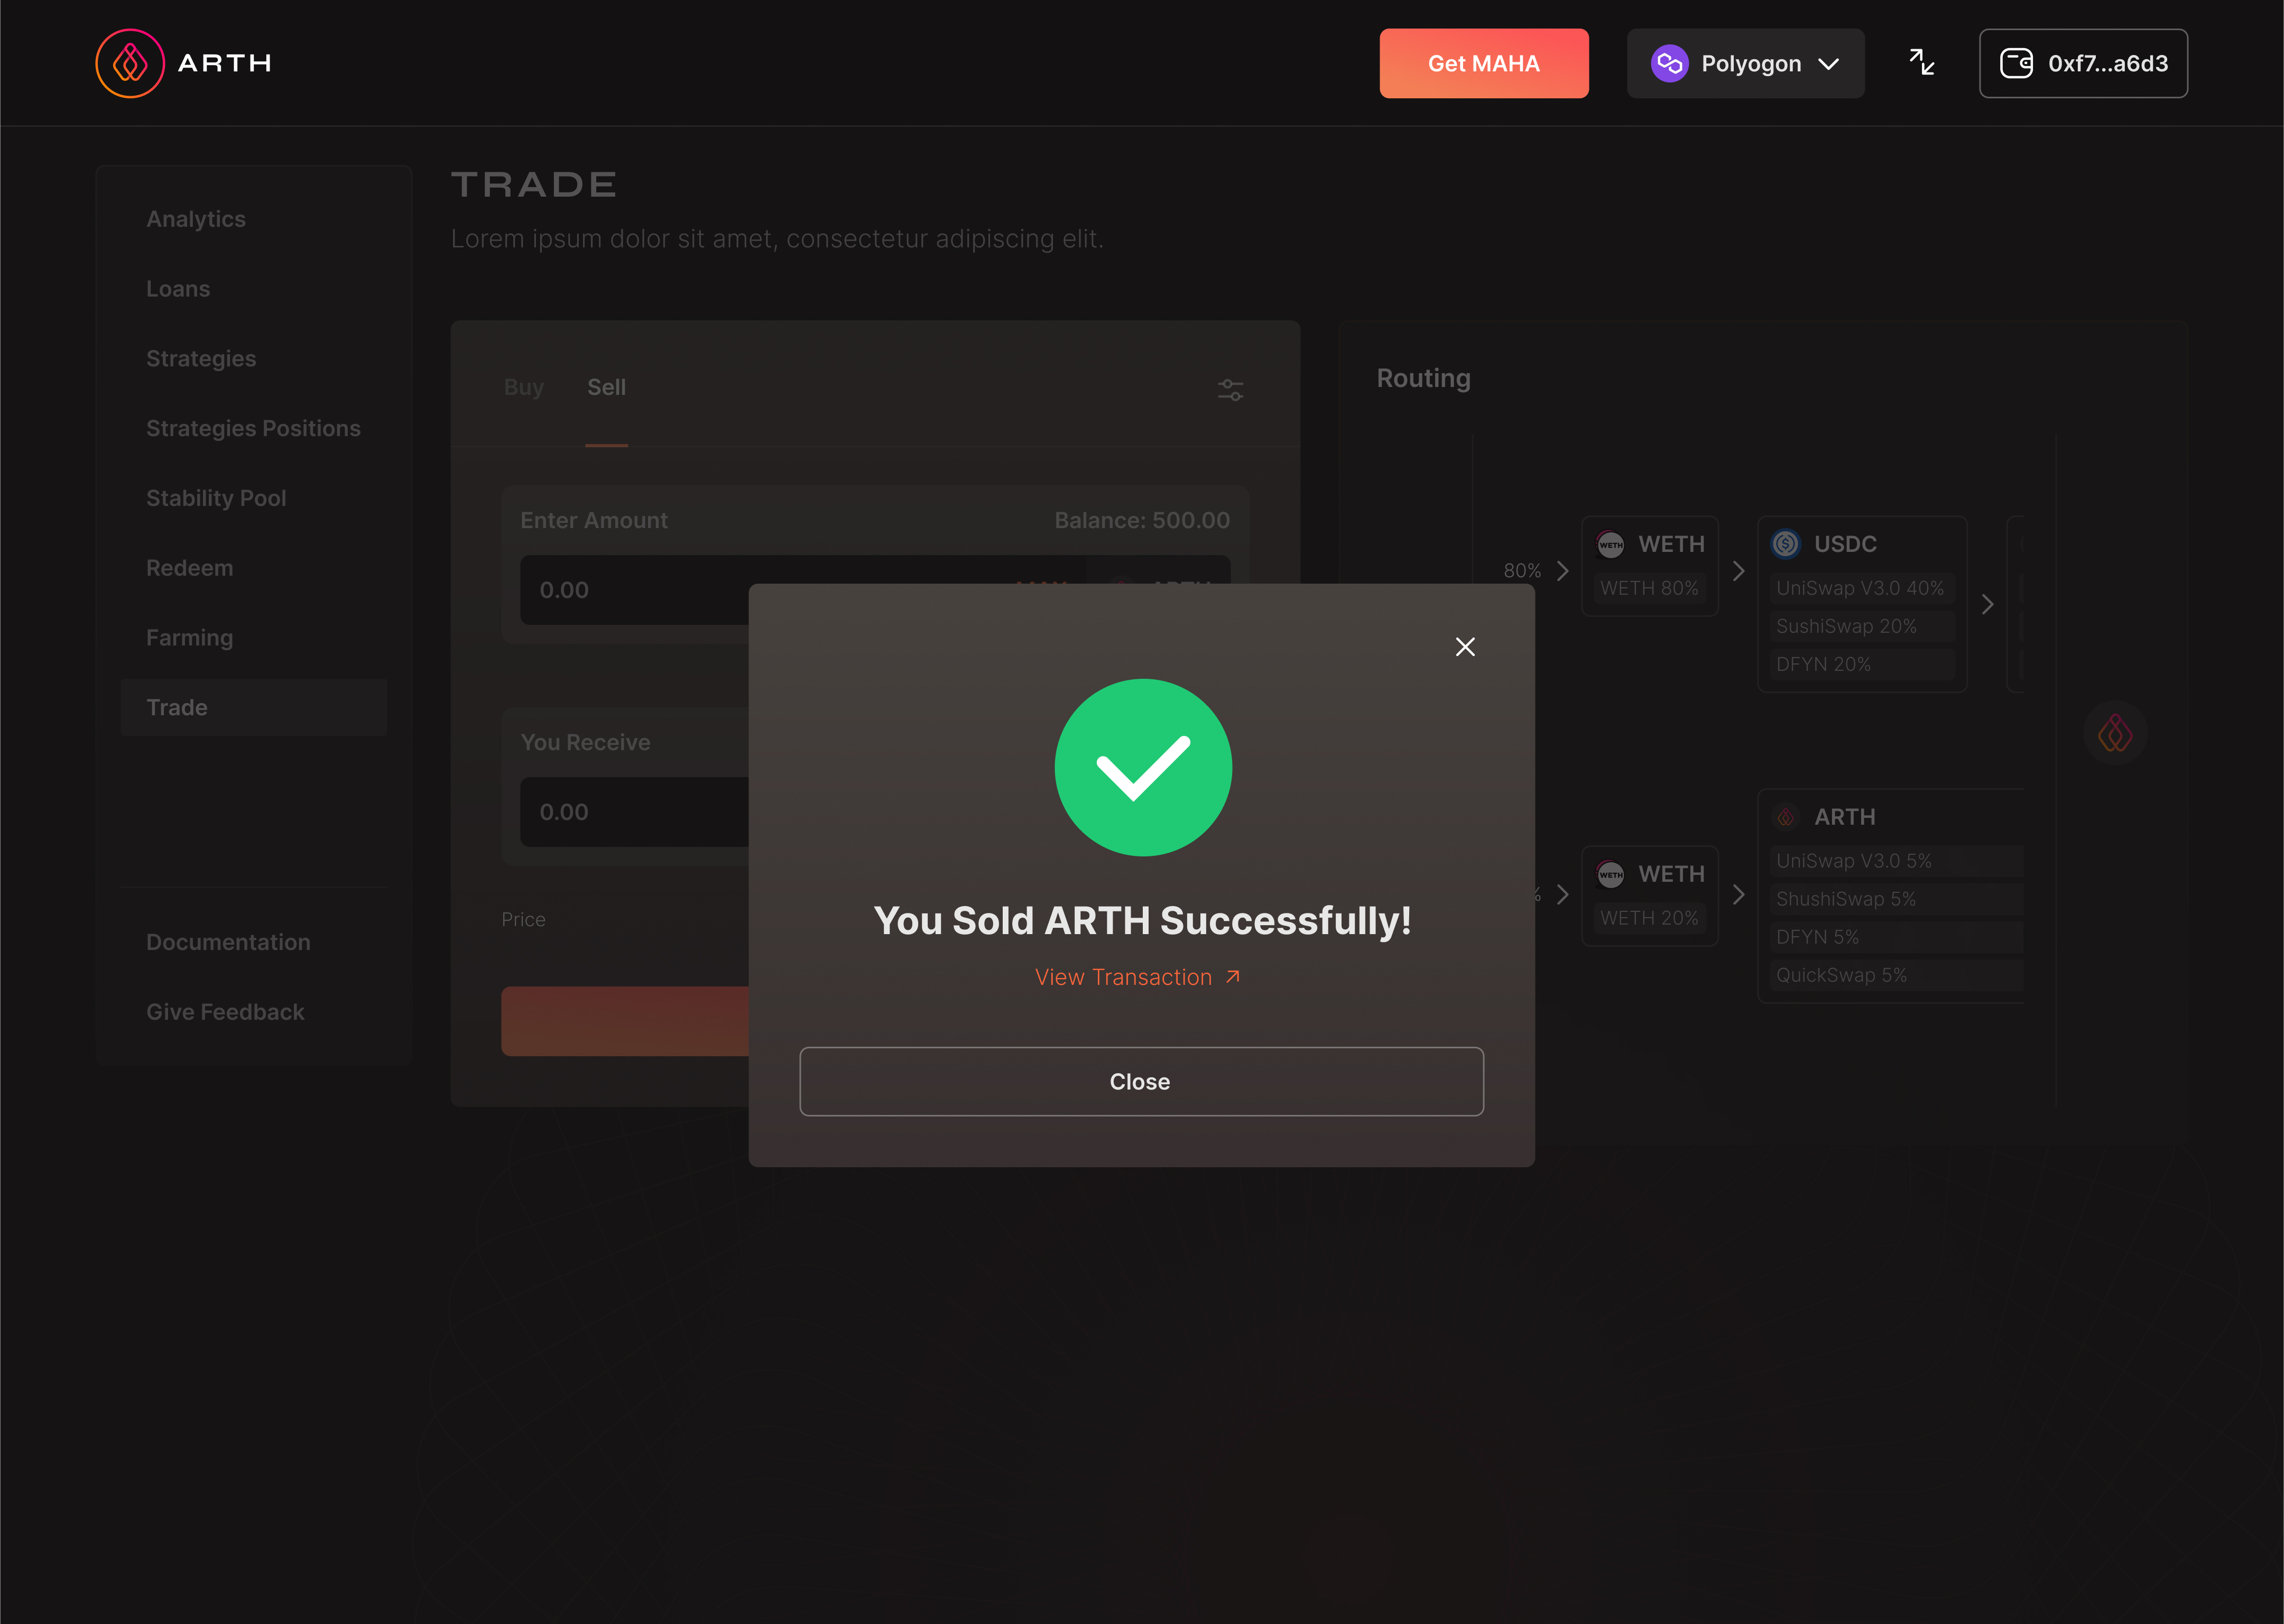 ARTH
Get MAHA
Polyogon
0xf7...a6d3
Analytics
Loans
Strategies
Strategies Positions
Stability Pool
Redeem
Farming
Trade
Documentation
Give Feedback
TRADE
Lorem ipsum dolor sit amet, consectetur adipiscing elit.
Buy Sell
Enter Amount Balance: 500.00
0.00 MAX ARTH
You Receive
0.00
Price
You Sold ARTH Successfully!
View Transaction
Close
Routing
80%
WETH WETH
WETH 80%
USDC
UniSwap V3.0 40%
SushiSwap 20%
DFYN 20%
WETH WETH
WETH 20%
ARTH
UniSwap V3.0 5%
ShushiSwap 5%
DFYN 5%
QuickSwap 5%